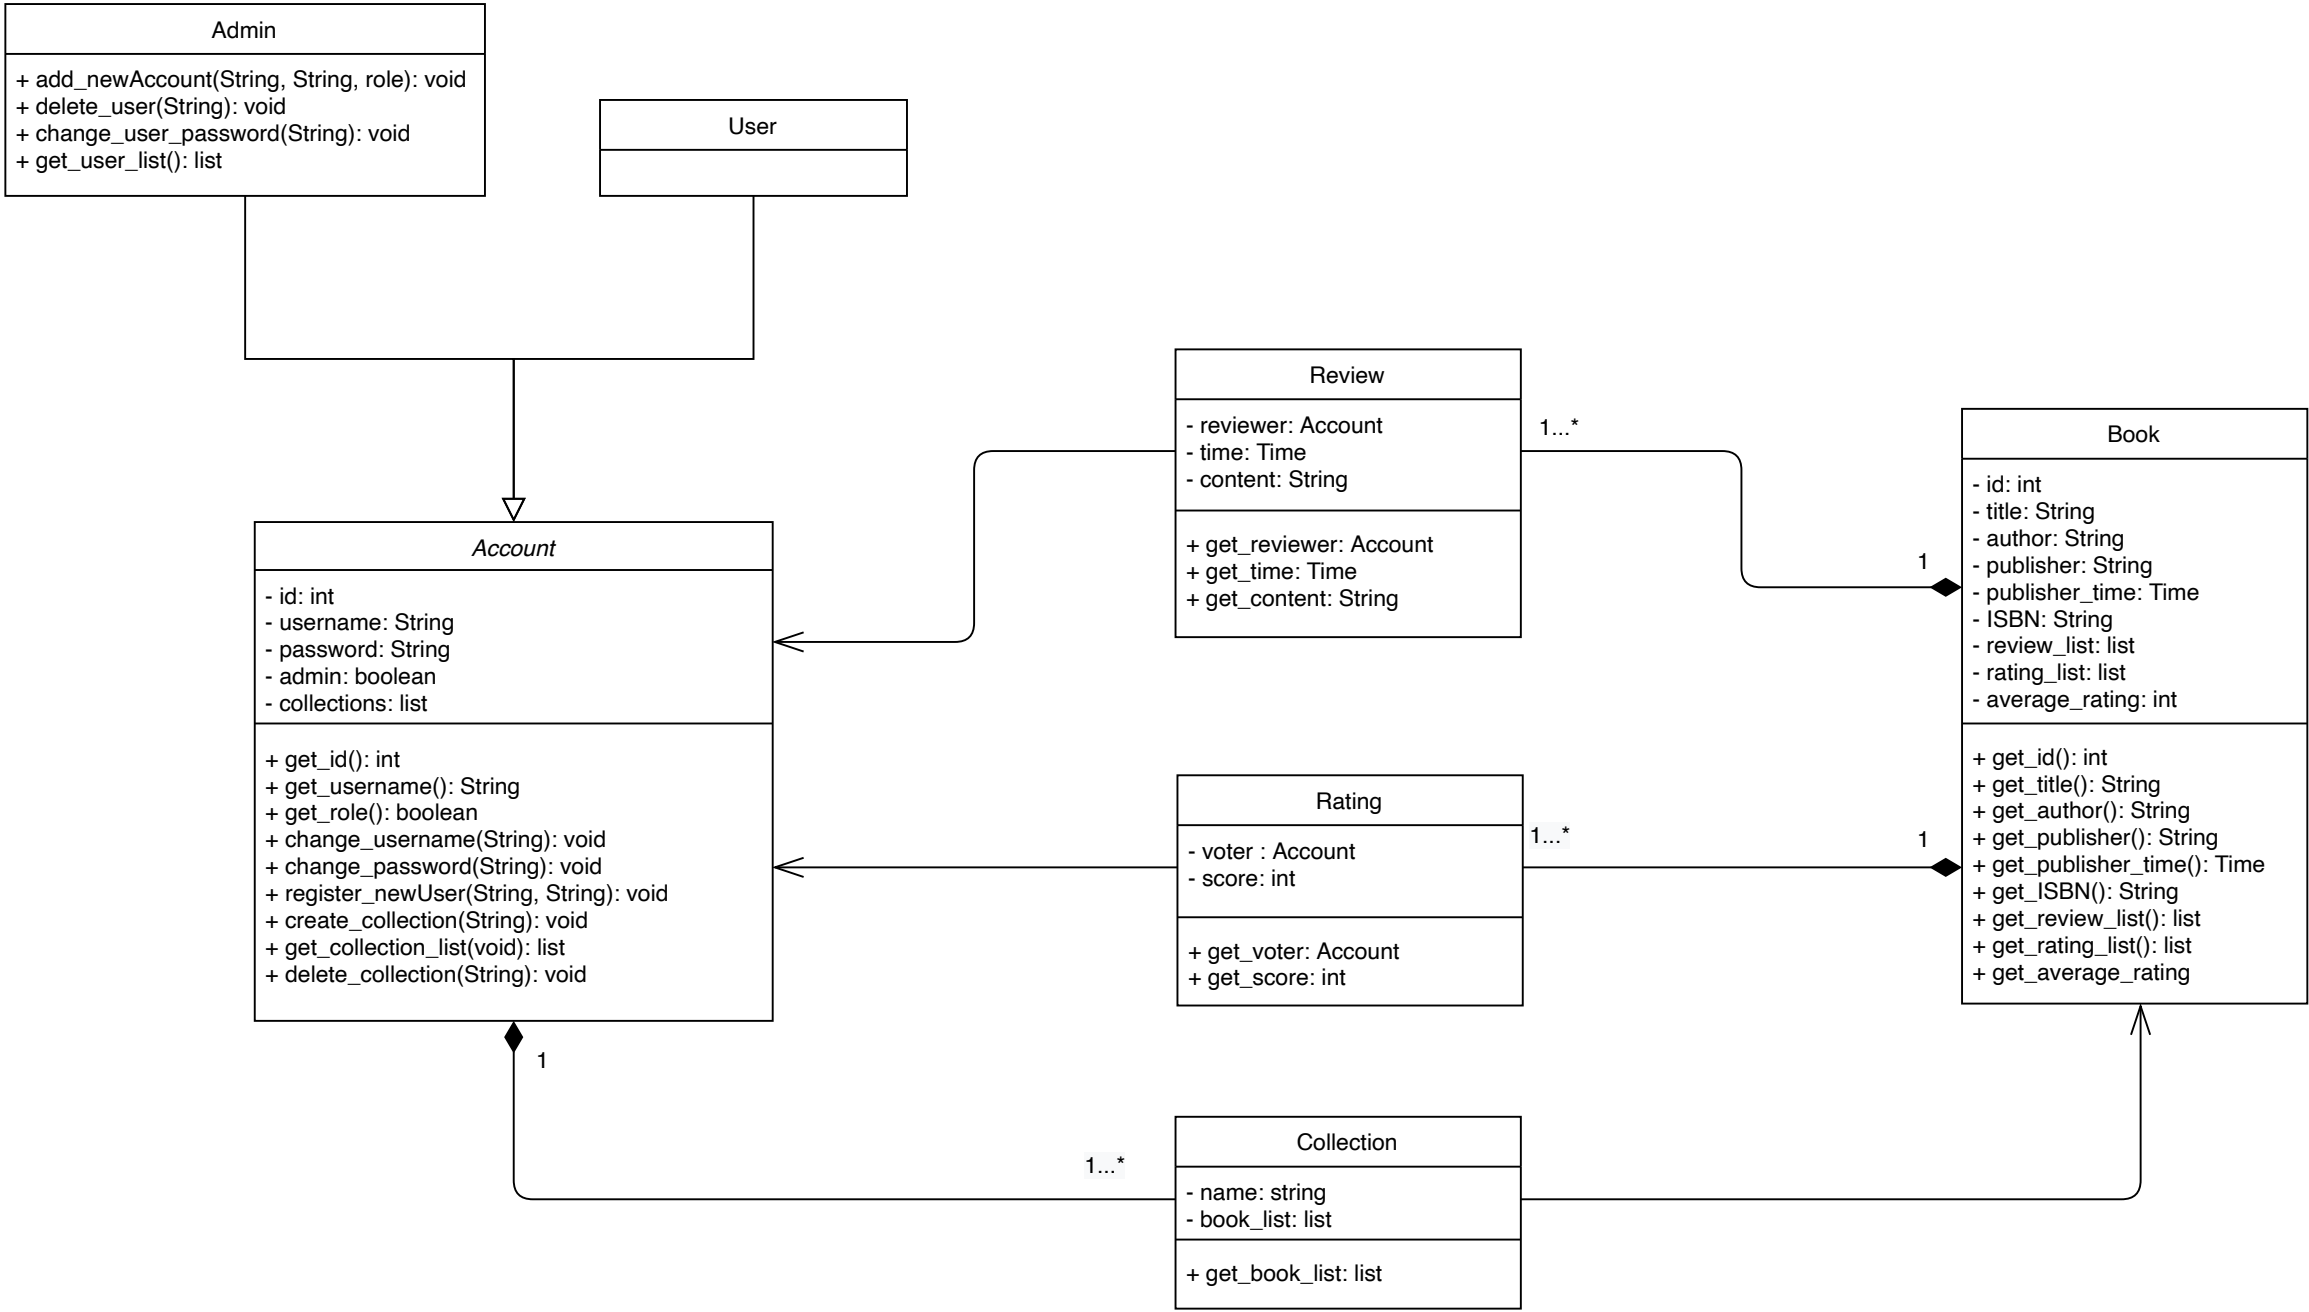 Admin
+ add_newAccount(String, String, role): void
+ delete_user(String): void
+ change_user_password(String): void
+ get_user_list(): list
User
Account
- id: int
- username: String
- password: String
- admin: boolean
- collections: list
+ get_id(): int
+ get_username(): String
+ get_role(): boolean
+ change_username(String): void
+ change_password(String): void
+ register_newUser(String, String): void
+ create_collection(String): void
+ get_collection_list(void): list
+ delete_collection(String): void
1
1...*
Review
- reviewer: Account
- time: Time
- content: String
+ get_reviewer: Account
+ get_time: Time
+ get_content: String
1...*
1
Rating
- voter : Account
- score: int
+ get_voter: Account
+ get_score: int
1...*
1
Collection
- name: string
- book_list: list
+ get_book_list: list
Book
- id: int
- title: String
- author: String
- publisher: String
- publisher_time: Time
- ISBN: String
- review_list: list
- rating_list: list
- average_rating: int
+ get_id(): int
+ get_title(): String
+ get_author(): String
+ get_publisher(): String
+ get_publisher_time(): Time
+ get_ISBN(): String
+ get_review_list(): list
+ get_rating_list(): list
+ get_average_rating